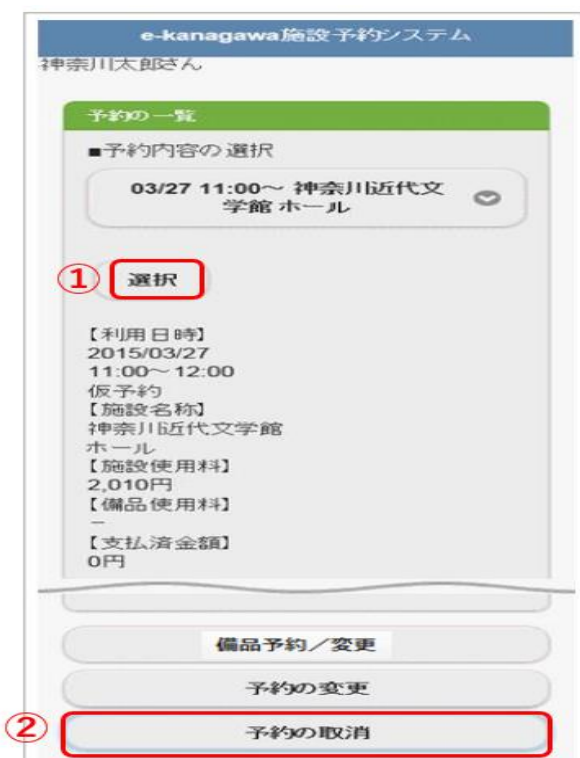 e-kanagawa施設予約システム
神奈川太郎さん
予約の一覧
■予約内容の選択
03/27 11:00～ 神奈川近代文
学館 ホール
① 選択
【利用日時】
2015/03/27
11:00～12:00
仮予約
【施設名称】
神奈川近代文学館
ホール
【施設使用料】
2,010円
【備品使用料】
－
【支払済金額】
0円
備品予約／変更
予約の変更
② 予約の取消